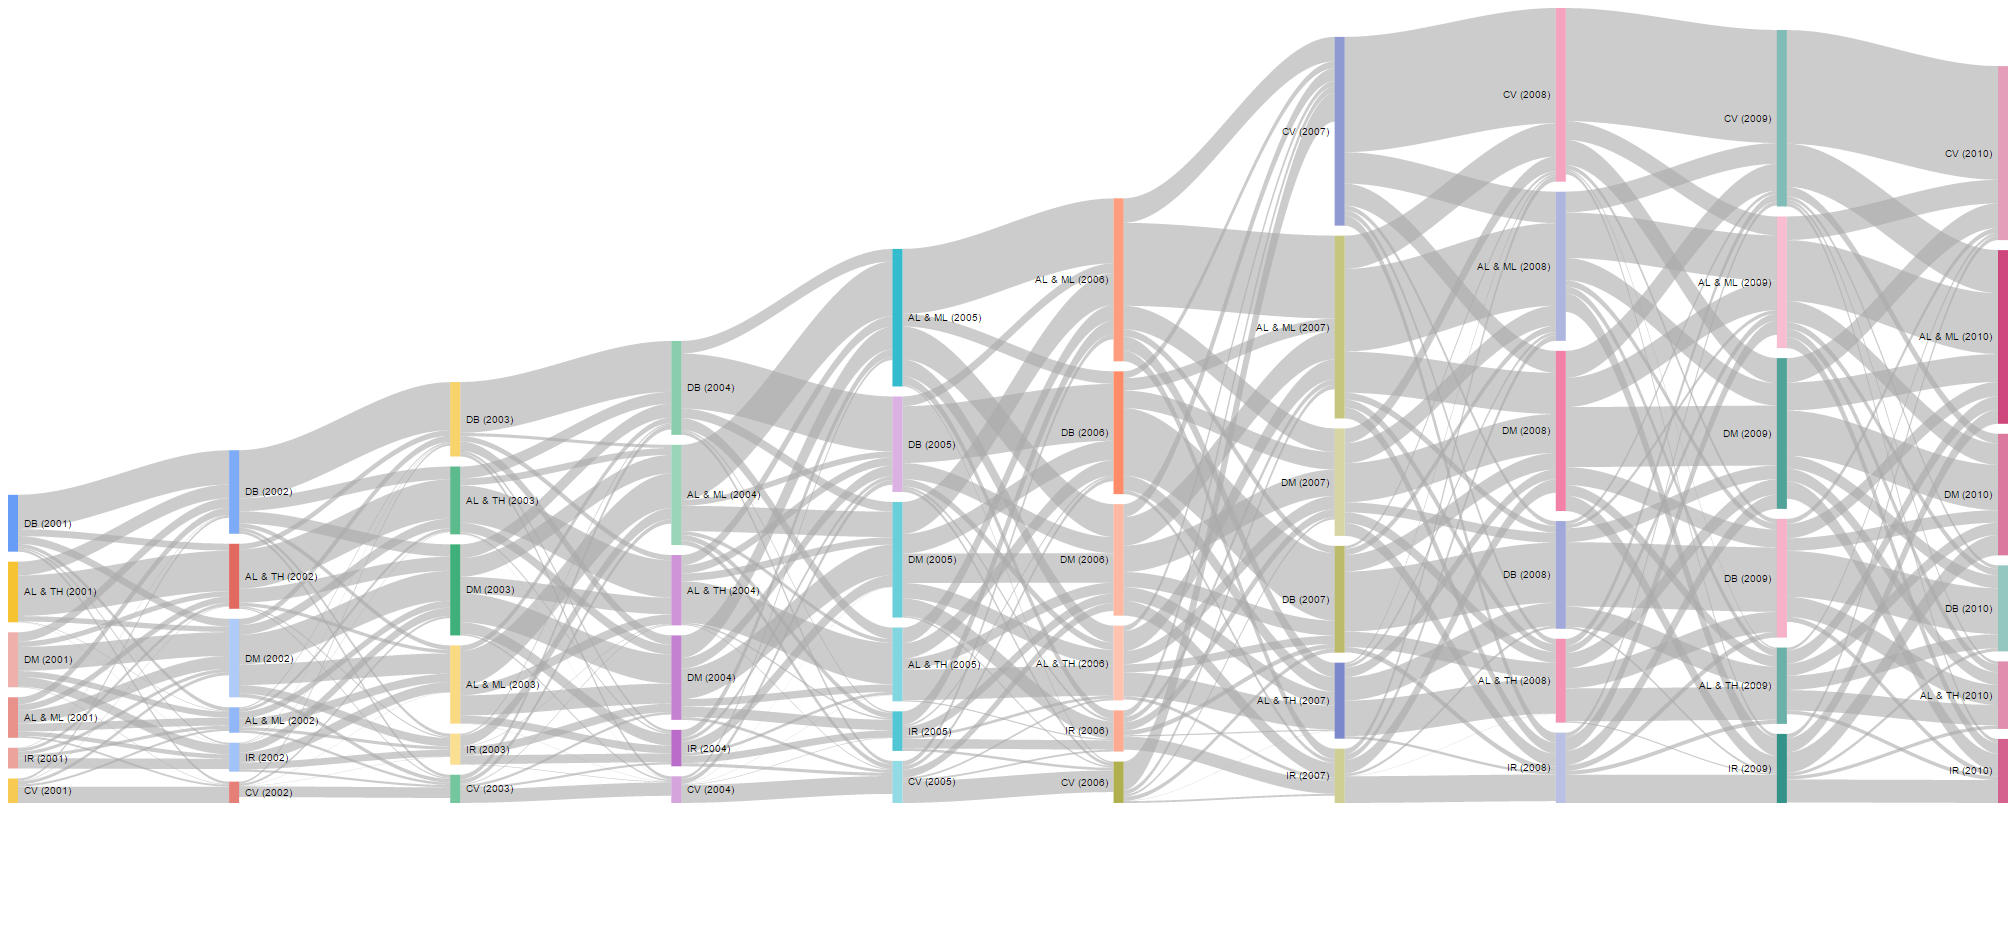 DB (2001)
AL & TH (2001)
DM (2001)
AL & ML (2001)
IR (2001)
CV (2001)
DB (2002)
AL & TH (2002)
DM (2002)
AL & ML (2002)
IR (2002)
CV (2002)
DB (2003)
AL & TH (2003)
DM (2003)
AL & ML (2003)
IR (2003)
CV (2003)
DB (2004)
AL & ML (2004)
AL & TH (2004)
DM (2004)
IR (2004)
CV (2004)
AL & ML (2005)
DB (2005)
DM (2005)
AL & TH (2005)
IR (2005)
CV (2005)
AL & ML (2006)
DB (2006)
DM (2006)
AL & TH (2006)
IR (2006)
CV (2006)
CV (2007)
AL & ML (2007)
DM (2007)
DB (2007)
AL & TH (2007)
IR (2007)
CV (2008)
AL & ML (2008)
DM (2008)
DB (2008)
AL & TH (2008)
IR (2008)
CV (2009)
AL & ML (2009)
DM (2009)
DB (2009)
AL & TH (2009)
IR (2009)
CV (2010)
AL & ML (2010)
DM (2010)
DB (2010)
AL & TH (2010)
IR (2010)